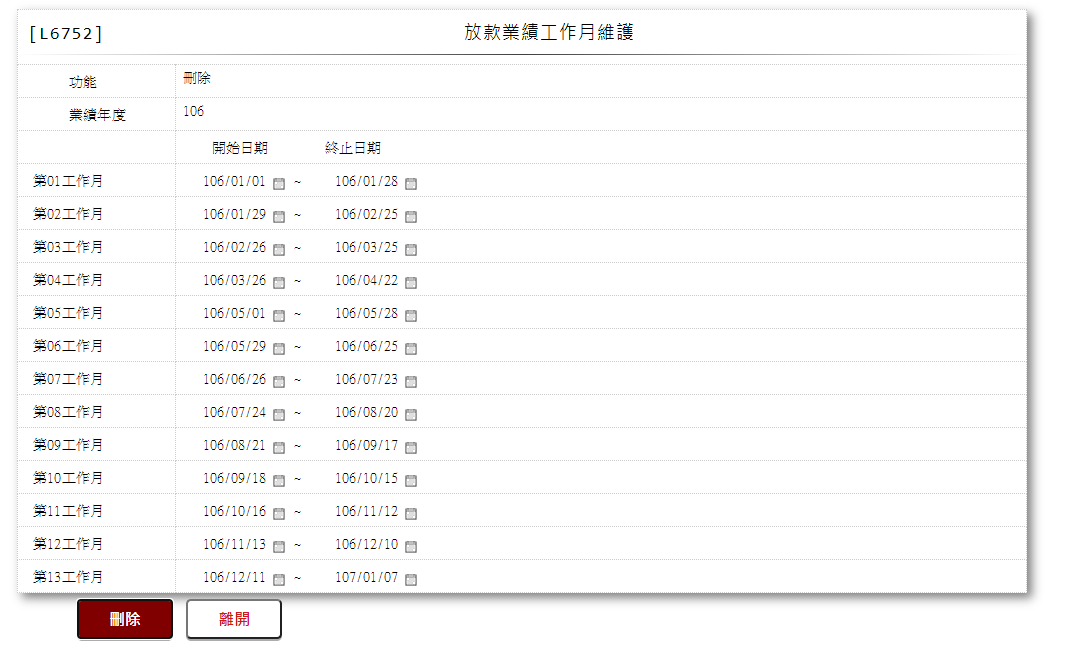 [L6752] 放款業績工作月維護
功能 刪除
業績年度 106
開始日期 終止日期
第01工作月 106/01/01 ~ 106/01/28
第02工作月 106/01/29 ~ 106/02/25
第03工作月 106/02/26 ~ 106/03/25
第04工作月 106/03/26 ~ 106/04/22
第05工作月 106/05/01 ~ 106/05/28
第06工作月 106/05/29 ~ 106/06/25
第07工作月 106/06/26 ~ 106/07/23
第08工作月 106/07/24 ~ 106/08/20
第09工作月 106/08/21 ~ 106/09/17
第10工作月 106/09/18 ~ 106/10/15
第11工作月 106/10/16 ~ 106/11/12
第12工作月 106/11/13 ~ 106/12/10
第13工作月 106/12/11 ~ 107/01/07
刪除 離開